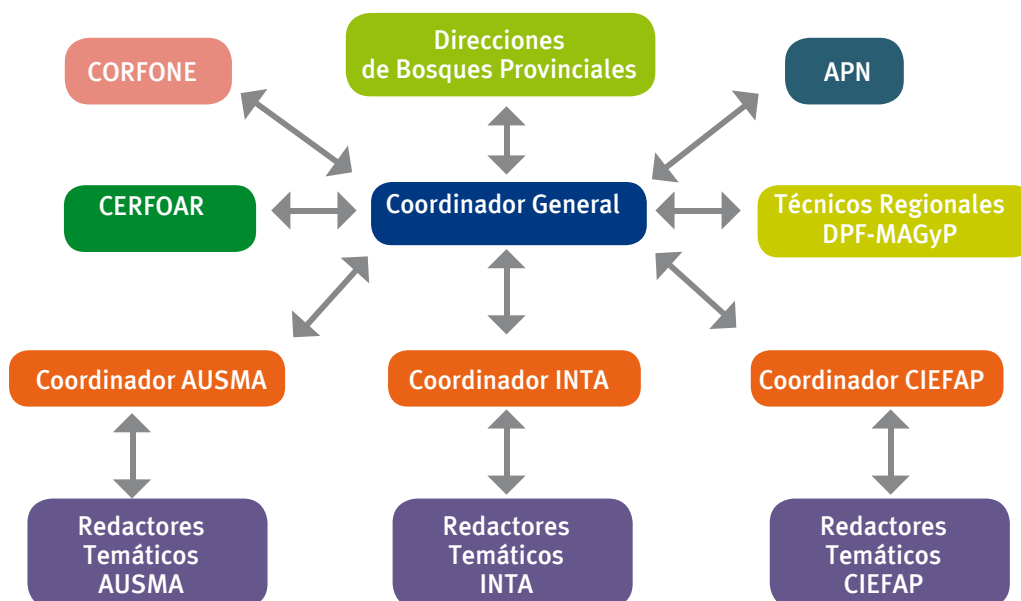 CORFONE
Direcciones
de Bosques Provinciales
APN
CERFOAR
Coordinador General
Técnicos Regionales
DPF-MAGyP
Coordinador AUSMA
Coordinador INTA
Coordinador CIEFAP
Redactores
Temáticos
AUSMA
Redactores
Temáticos
INTA
Redactores
Temáticos
CIEFAP